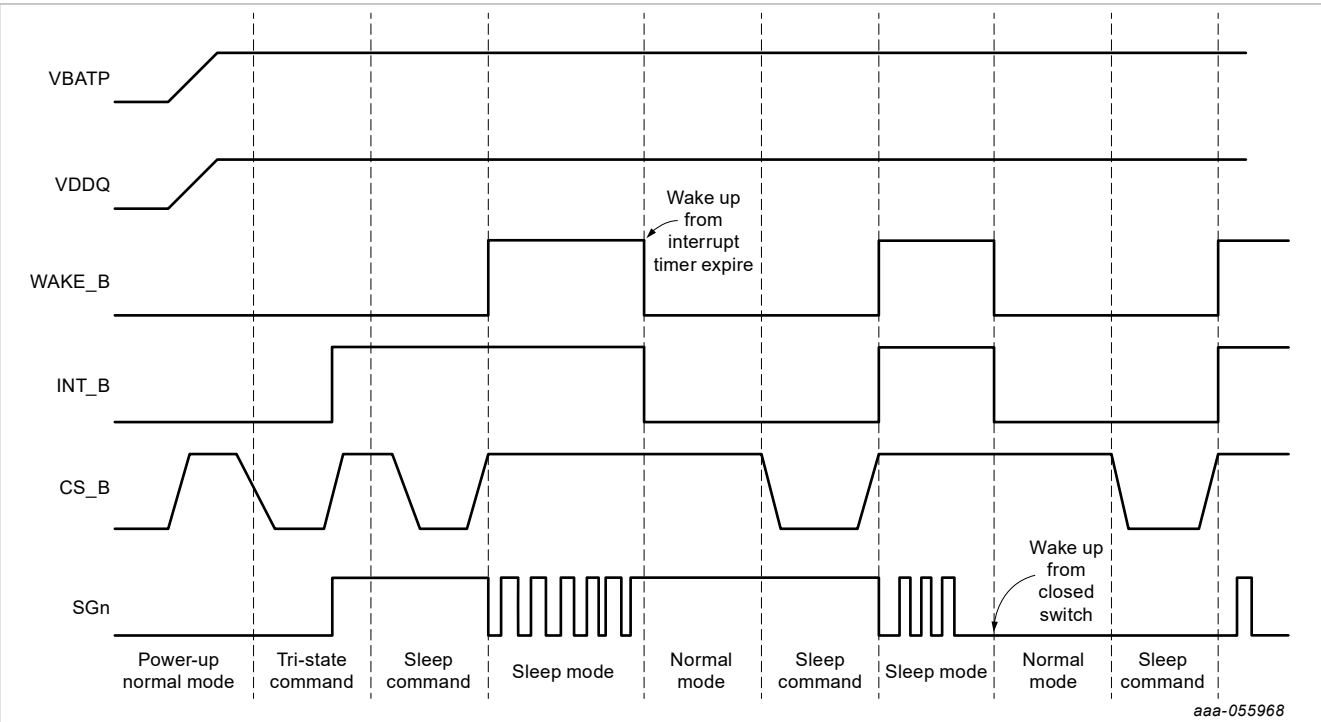 VBATP
VDDQ
Wake up
from
interrupt
timer expire
WAKE_B
INT_B
CS_B
Wake up
from
closed
switch
SGn
Power-up
normal mode
Tri-state
command
Sleep
command
Sleep mode
Normal
mode
Sleep
command
Sleep mode
Normal
mode
Sleep
command
aaa-055968